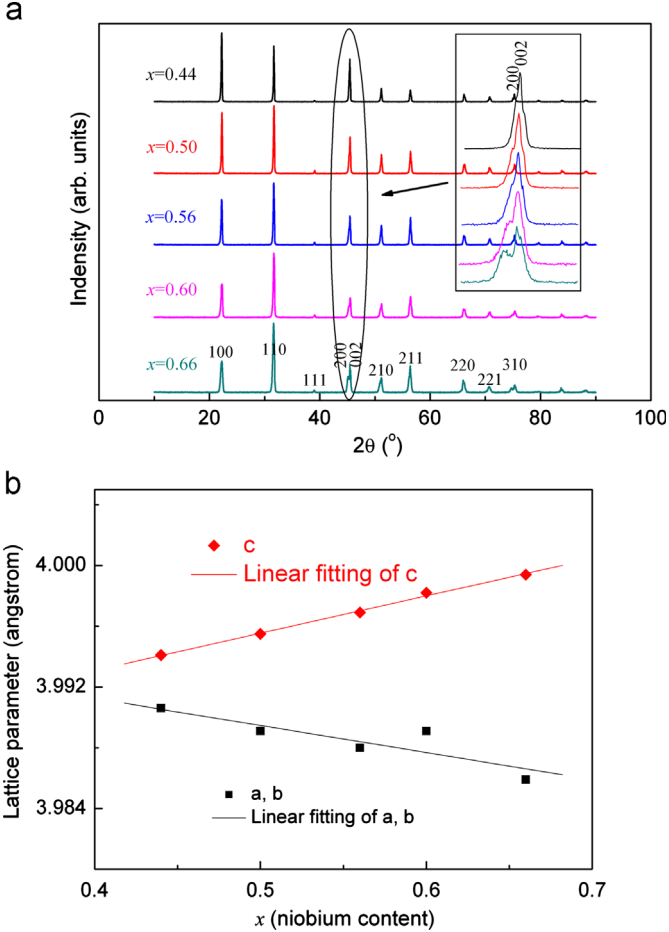 a
x=0.44
x=0.50
x=0.56
x=0.60
x=0.66
200
002
100
110
111
200
002
210
211
220
221
310
Indensity (arb. units)
0 20 40 60 80 100
2θ (°)
b
c
Linear fitting of c
a, b
Linear fitting of a, b
4.000
3.992
3.984
Lattice parameter (angstrom)
0.4 0.5 0.6 0.7
x (niobium content)